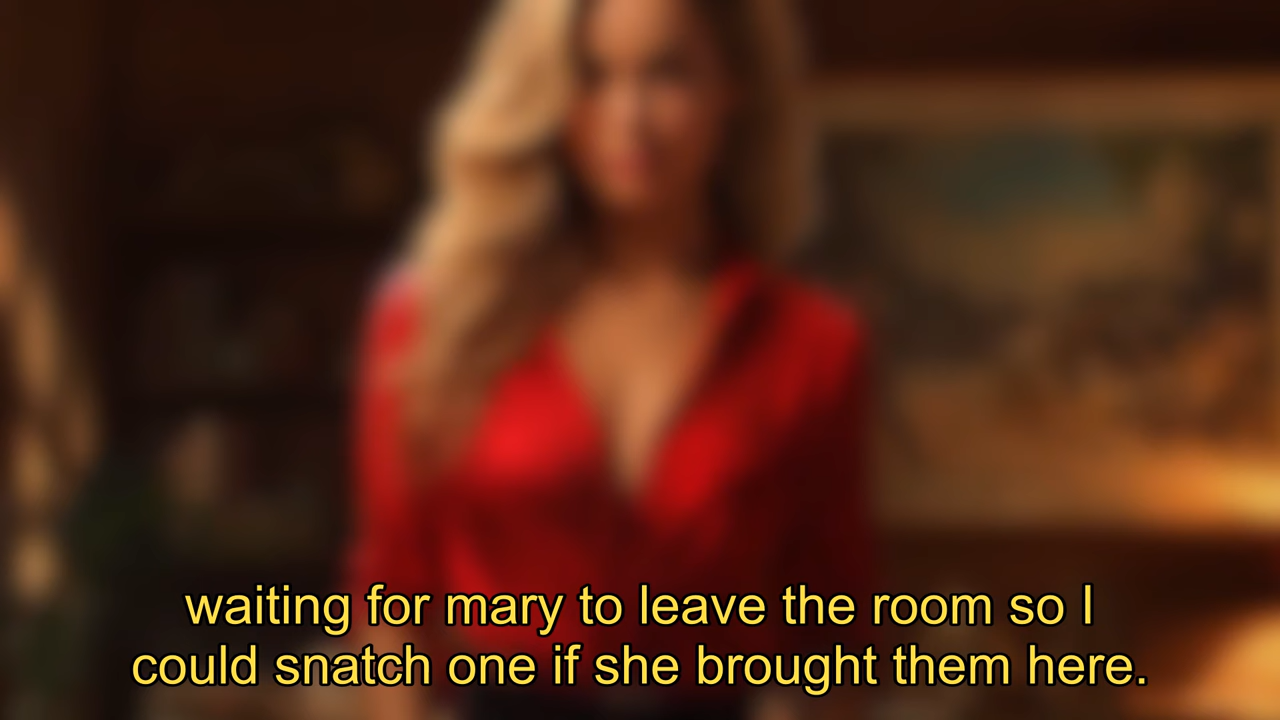 waiting for mary to leave the room so I
could snatch one if she brought them here.